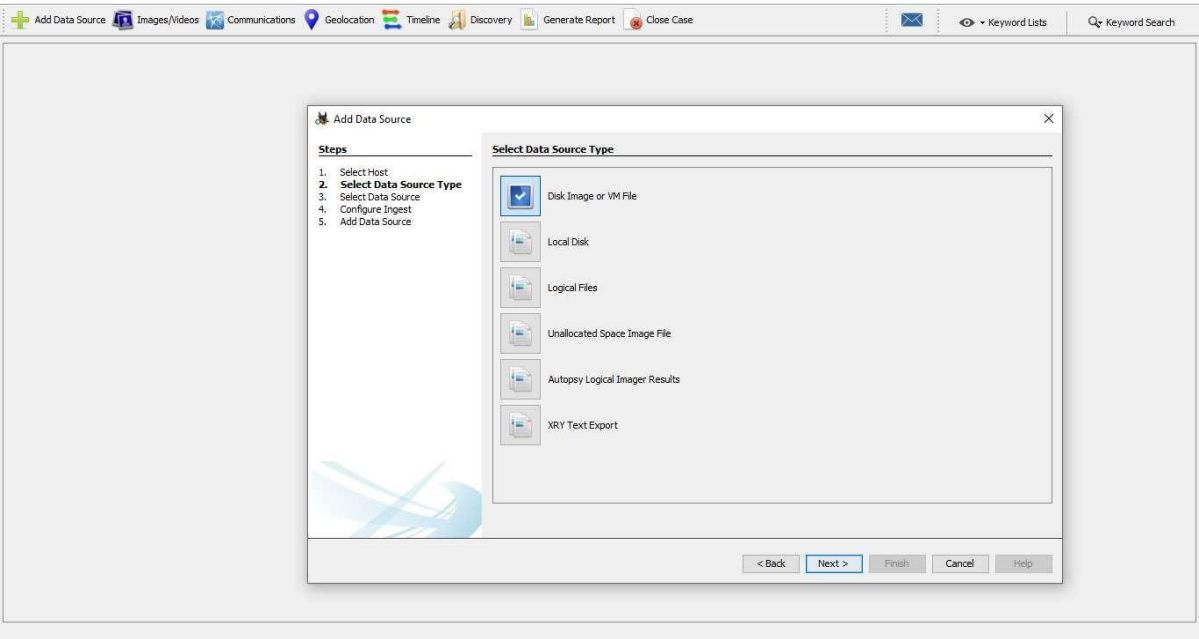 Add Data Source Images/Videos Communications Geolocation Timeline Discovery Generate Report Close Case Keyword Lists Keyword Search
Add Data Source
Steps
1. Select Host
2. Select Data Source Type
3. Select Data Source
4. Configure Ingest
5. Add Data Source
Select Data Source Type
Disk Image or VM File
Local Disk
Logical Files
Unallocated Space Image File
Autopsy Logical Imager Results
XRY Text Export
< Back Next > Finish Cancel Help